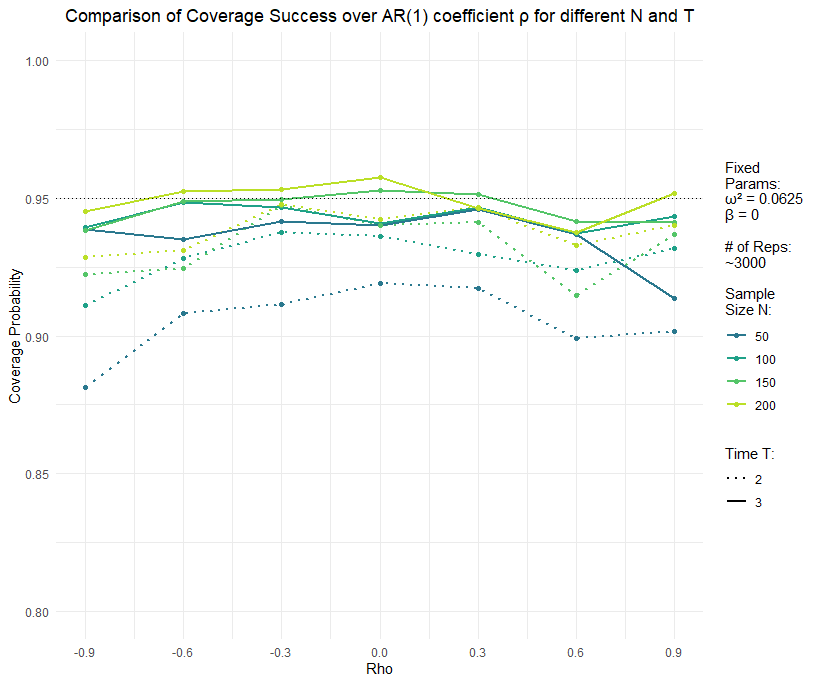 Comparison of Coverage Success over AR(1) coefficient ρ for different N and T
Coverage Probability
1.00
0.95
0.90
0.85
0.80
-0.9
-0.6
-0.3
0.0
0.3
0.6
0.9
Rho
Fixed
Params:
ω² = 0.0625
β = 0
# of Reps:
~3000
Sample
Size N:
50
100
150
200
Time T:
2
3